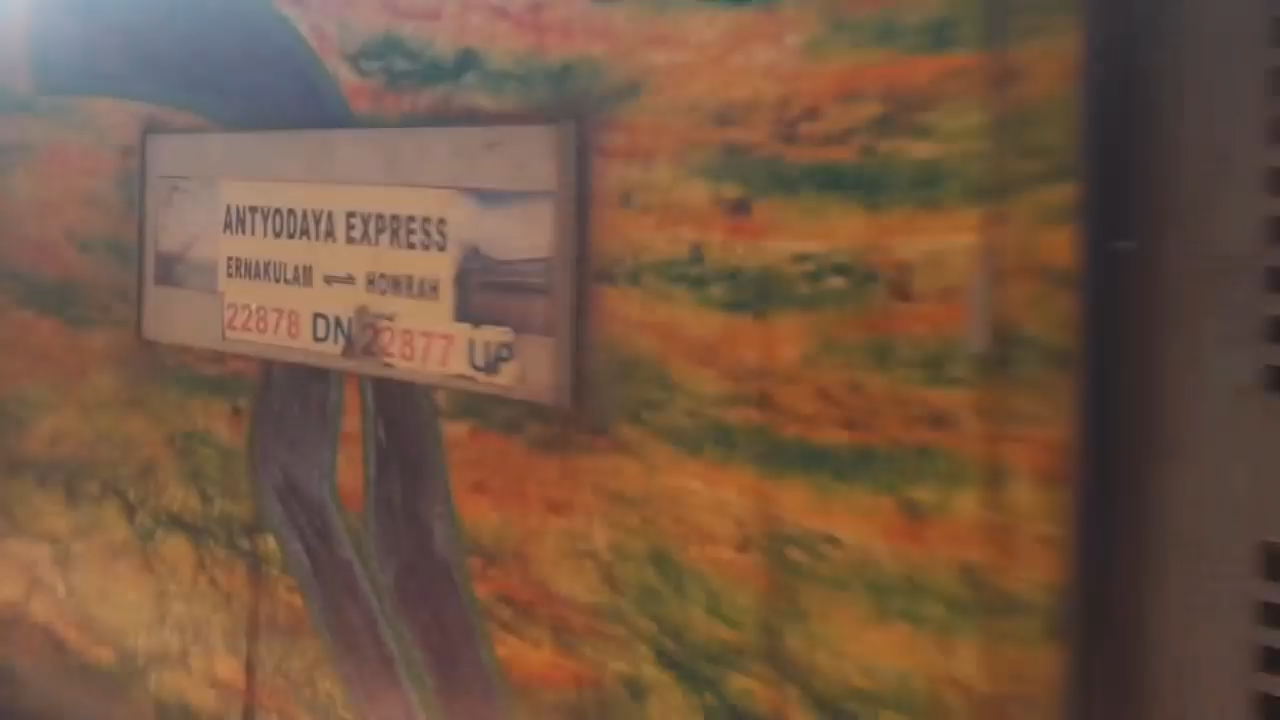 ANTYODAYA EXPRESS
ERNAKULAM ⇌ HOWRAH
22878 DN 22877 UP